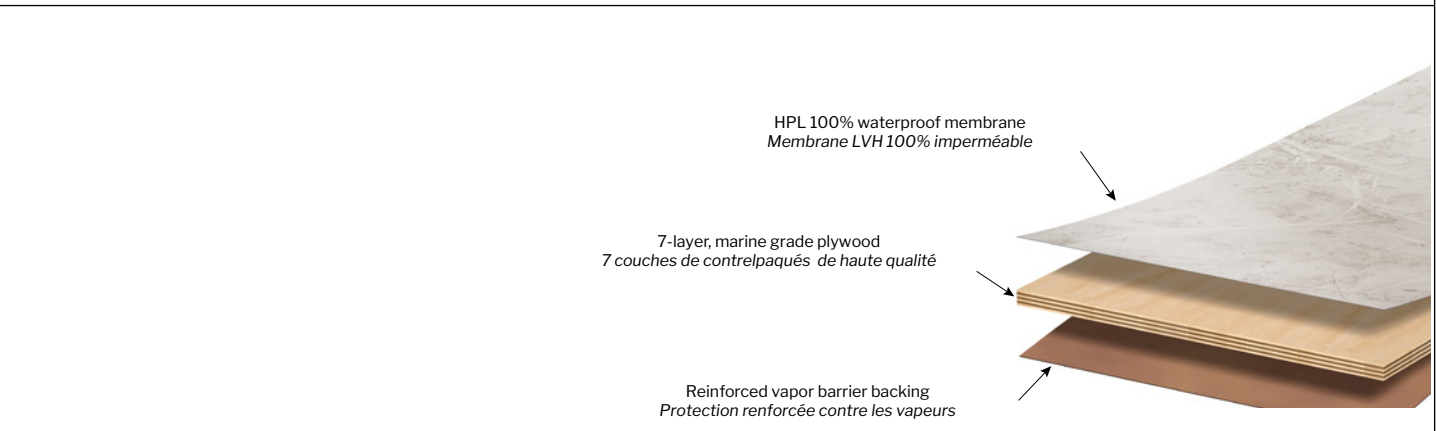 HPL 100% waterproof membrane
Membrane LVH 100% imperméable
7-layer, marine grade plywood
7 couches de contrelpaqués  de haute qualité
Reinforced vapor barrier backing
Protection renforcée contre les vapeurs